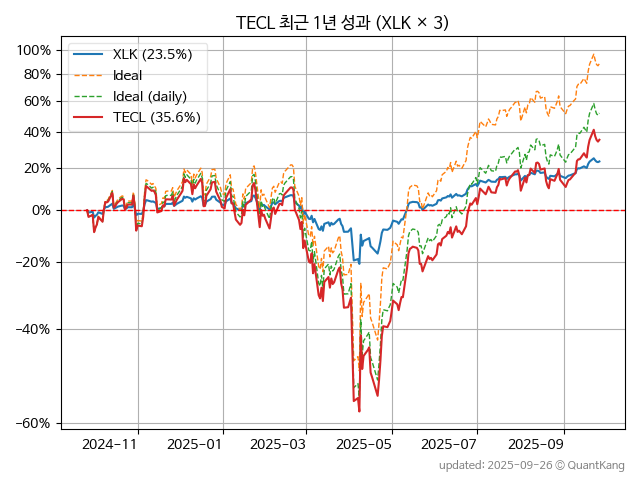 TECL 최근 1년 성과 (XLK × 3)
100%
80%
60%
40%
20%
0%
−20%
−40%
−60%
XLK (23.5%)
Ideal
Ideal (daily)
TECL (35.6%)
2024-11
2025-01
2025-03
2025-05
2025-07
2025-09
updated: 2025-09-26 © QuantKang